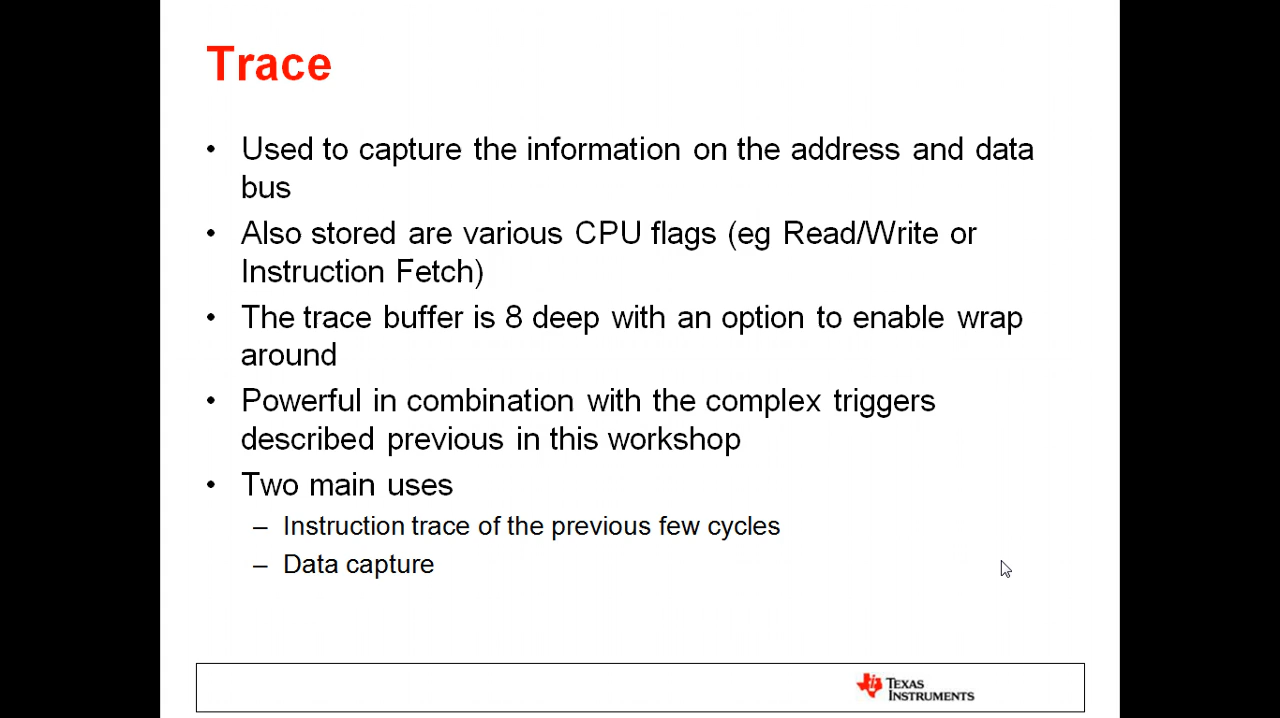 Trace
• Used to capture the information on the address and data
bus
• Also stored are various CPU flags (eg Read/Write or
Instruction Fetch)
• The trace buffer is 8 deep with an option to enable wrap
around
• Powerful in combination with the complex triggers
described previous in this workshop
• Two main uses
– Instruction trace of the previous few cycles
– Data capture
TEXAS
INSTRUMENTS